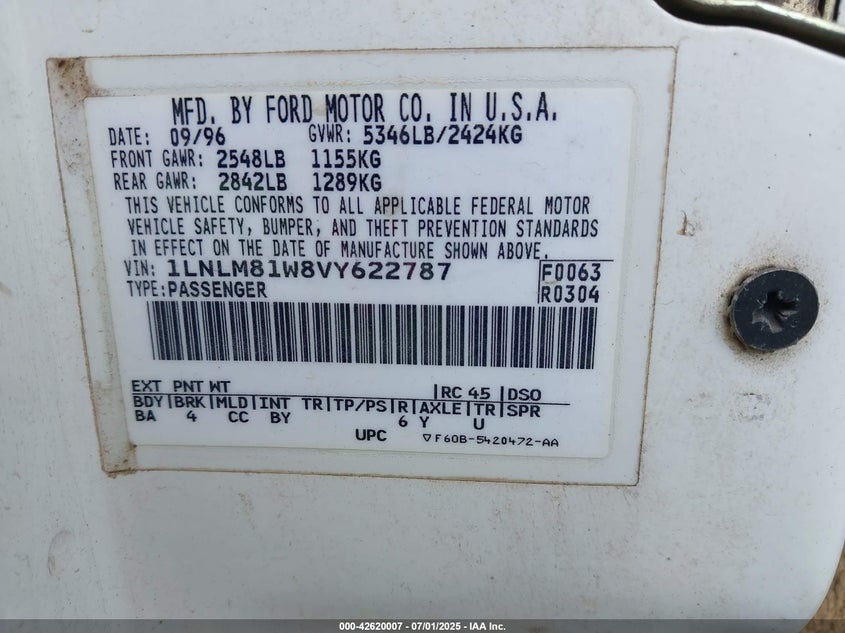 MFD. BY FORD MOTOR CO. IN U.S.A.
DATE: 09/96 GVWR: 5346LB/2424KG
FRONT GAWR: 2548LB 1155KG
REAR GAWR: 2842LB 1289KG
THIS VEHICLE CONFORMS TO ALL APPLICABLE FEDERAL MOTOR
VEHICLE SAFETY, BUMPER, AND THEFT PREVENTION STANDARDS
IN EFFECT ON THE DATE OF MANUFACTURE SHOWN ABOVE.
VIN: 1LNLM81W8VY622787 F0063
TYPE: PASSENGER R0304
EXT PNT WT RC 45 DSO
BDY BRK MLD INT TR TP/PS R AXLE TR SPR
BA 4 CC BY 6 Y U
UPC ▽F60B-5420472-AA
000-42620007 - 07/01/2025 - IAA Inc.